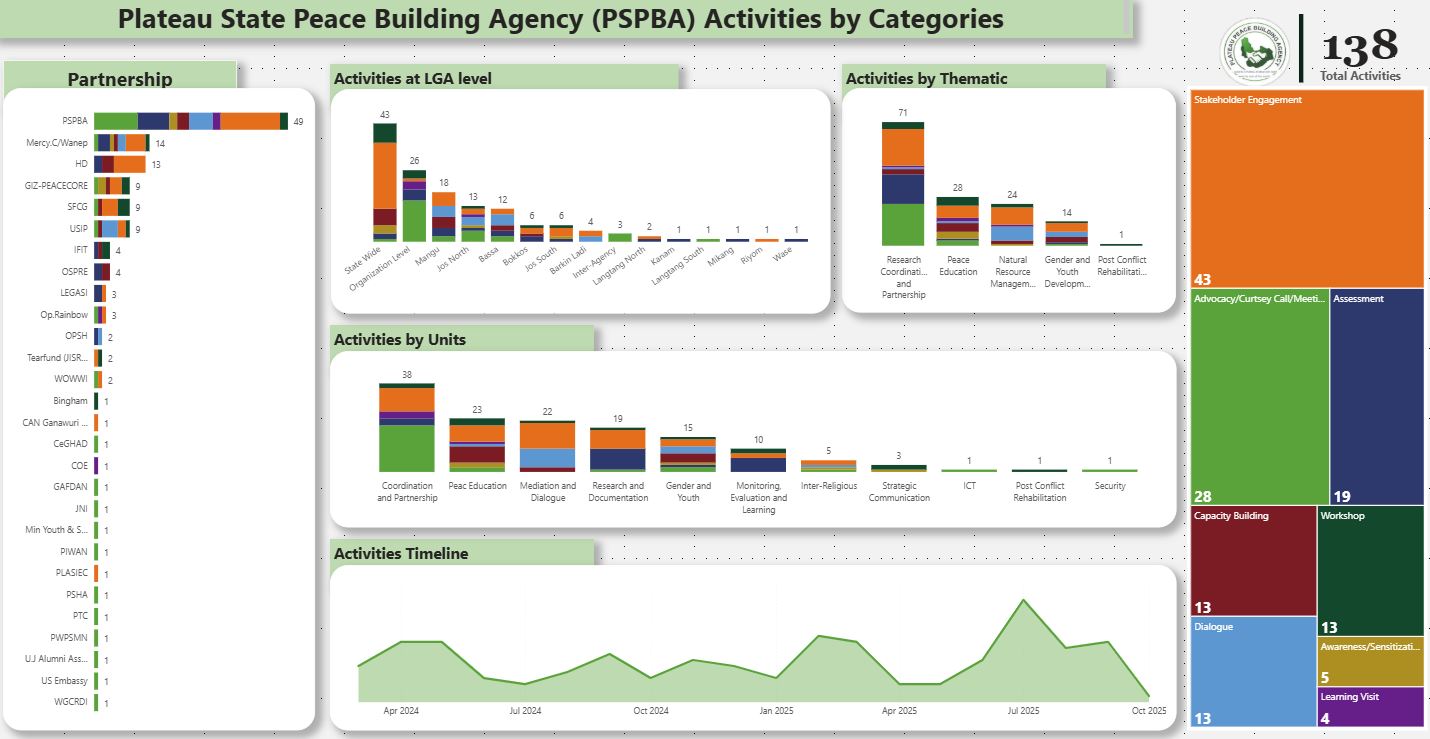 Plateau State Peace Building Agency (PSPBA) Activities by Categories
PLATEAU PEACE BUILDING AGENCY
138
Total Activities
Partnership
PSPBA 49
Mercy.C/Wanep 14
HD 13
GIZ-PEACECORE 9
SFCG 9
USIP 9
IFIT 4
OSPRE 4
LEGASI 3
Op.Rainbow 3
OPSH 2
Tearfund (JISR... 2
WOWWI 2
Bingham 1
CAN Ganawuri ... 1
CeGHAD 1
COE 1
GAFDAN 1
JNI 1
Min Youth & S... 1
PIWAN 1
PLASIEC 1
PSHA 1
PTC 1
PWPSMN 1
U.J Alumni Ass... 1
US Embassy 1
WGCRDI 1
Activities at LGA level
43
26
18
13
12
6
6
4
3
2
1
1
1
1
1
State Wide
Organization Level
Mangu
Jos North
Bassa
Bokkos
Jos South
Barkin Ladi
Inter-Agency
Langtang North
Kanam
Langtang South
Mikang
Riyom
Wase
Activities by Thematic
71
28
24
14
1
Research
Coordinati...
and
Partnership
Peace
Education
Natural
Resource
Managem...
Gender and
Youth
Developm...
Post Conflict
Rehabilitati...
Activities by Units
38
23
22
19
15
10
5
3
1
1
1
Coordination
and Partnership
Peac Education
Mediation and
Dialogue
Research and
Documentation
Gender and
Youth
Monitoring,
Evaluation and
Learning
Inter-Religious
Strategic
Communication
ICT
Post Conflict
Rehabilitation
Security
Activities Timeline
Apr 2024
Jul 2024
Oct 2024
Jan 2025
Apr 2025
Jul 2025
Oct 2025
Stakeholder Engagement
43
Advocacy/Curtsey Call/Meeti...
28
Assessment
19
Capacity Building
13
Workshop
13
Dialogue
13
Awareness/Sensitizati...
5
Learning Visit
4